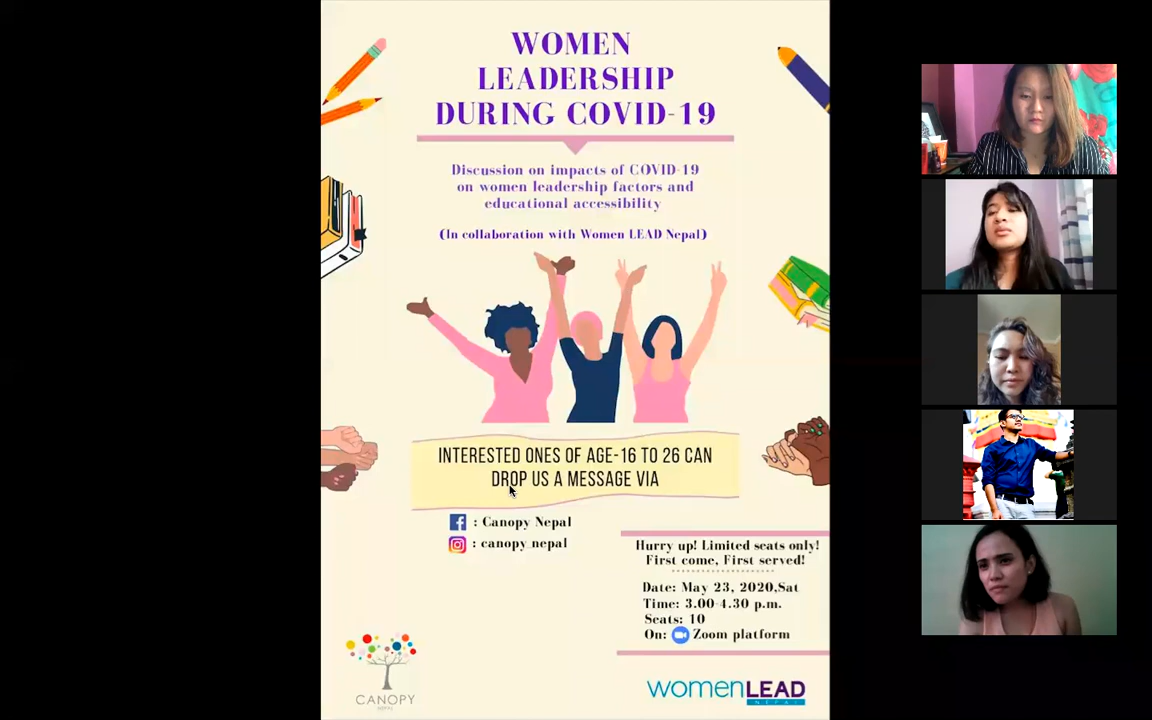 WOMEN
LEADERSHIP
DURING COVID-19
Discussion on impacts of COVID-19
on women leadership factors and
educational accessibility
(In collaboration with Women LEAD Nepal)
INTERESTED ONES OF AGE-16 TO 26 CAN
DROP US A MESSAGE VIA
: Canopy Nepal
: canopy_nepal
Hurry up! Limited seats only!
First come, First served!
Date: May 23, 2020,Sat
Time: 3.00-4.30 p.m.
Seats: 10
On: Zoom platform
CANOPY
NEPAL
womenLEAD
NEPAL